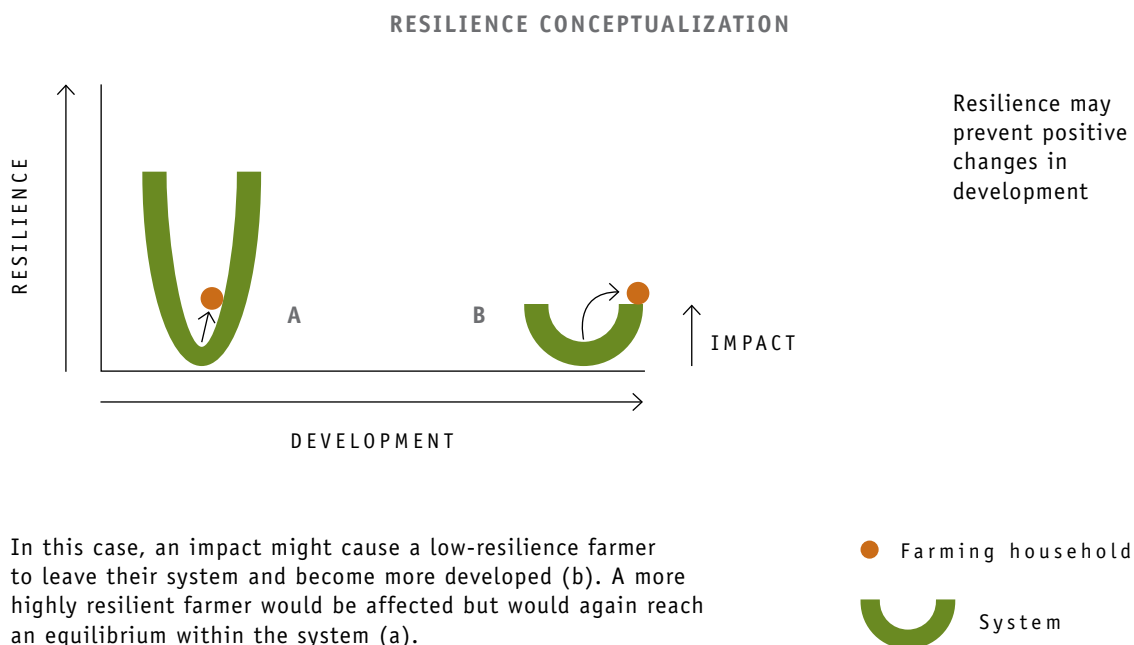 RESILIENCE CONCEPTUALIZATION
Resilience may
prevent positive
changes in
development
RESILIENCE
A
B
IMPACT
DEVELOPMENT
In this case, an impact might cause a low-resilience farmer
to leave their system and become more developed (b). A more
highly resilient farmer would be affected but would again reach
an equilibrium within the system (a).
Farming household
System